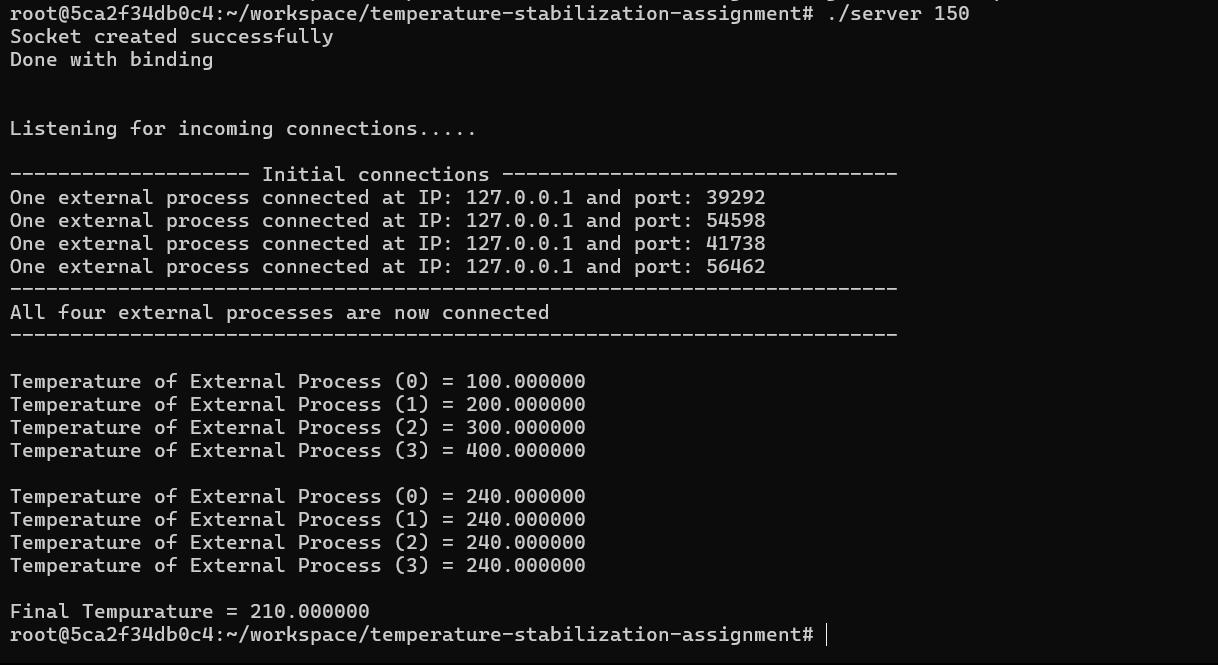 root@5ca2f34db0c4:~/workspace/temperature-stabilization-assignment# ./server 150
Socket created successfully
Done with binding
Listening for incoming connections.....
-------------------- Initial connections ---------------------------------
One external process connected at IP: 127.0.0.1 and port: 39292
One external process connected at IP: 127.0.0.1 and port: 54598
One external process connected at IP: 127.0.0.1 and port: 41738
One external process connected at IP: 127.0.0.1 and port: 56462
--------------------------------------------------------------------------
All four external processes are now connected
--------------------------------------------------------------------------
Temperature of External Process (0) = 100.000000
Temperature of External Process (1) = 200.000000
Temperature of External Process (2) = 300.000000
Temperature of External Process (3) = 400.000000
Temperature of External Process (0) = 240.000000
Temperature of External Process (1) = 240.000000
Temperature of External Process (2) = 240.000000
Temperature of External Process (3) = 240.000000
Final Tempurature = 210.000000
root@5ca2f34db0c4:~/workspace/temperature-stabilization-assignment#